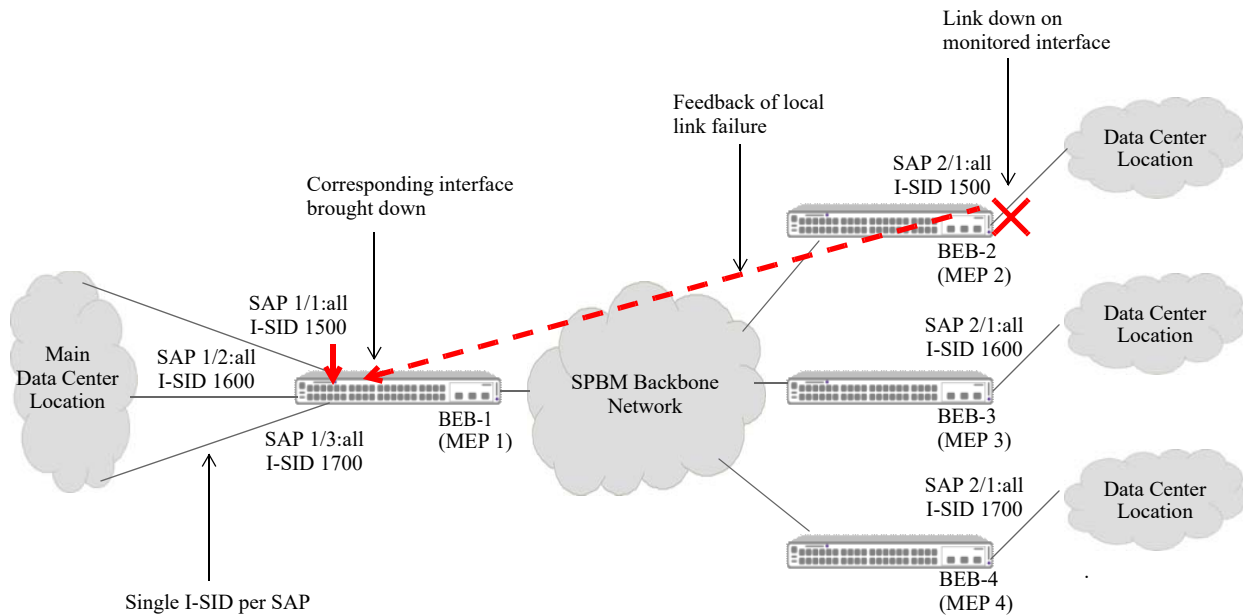 Link down on
monitored interface
Feedback of local
link failure
Data Center
Location
SAP 2/1:all
I-SID 1500
Corresponding interface
brought down
BEB-2
(MEP 2)
SAP 1/1:all
I-SID 1500
SAP 2/1:all
I-SID 1600
Data Center
Location
Main
Data Center
Location
SAP 1/2:all
I-SID 1600
SPBM Backbone
Network
BEB-1
(MEP 1)
BEB-3
(MEP 3)
SAP 1/3:all
I-SID 1700
SAP 2/1:all
I-SID 1700
Data Center
Location
BEB-4
(MEP 4)
Single I-SID per SAP